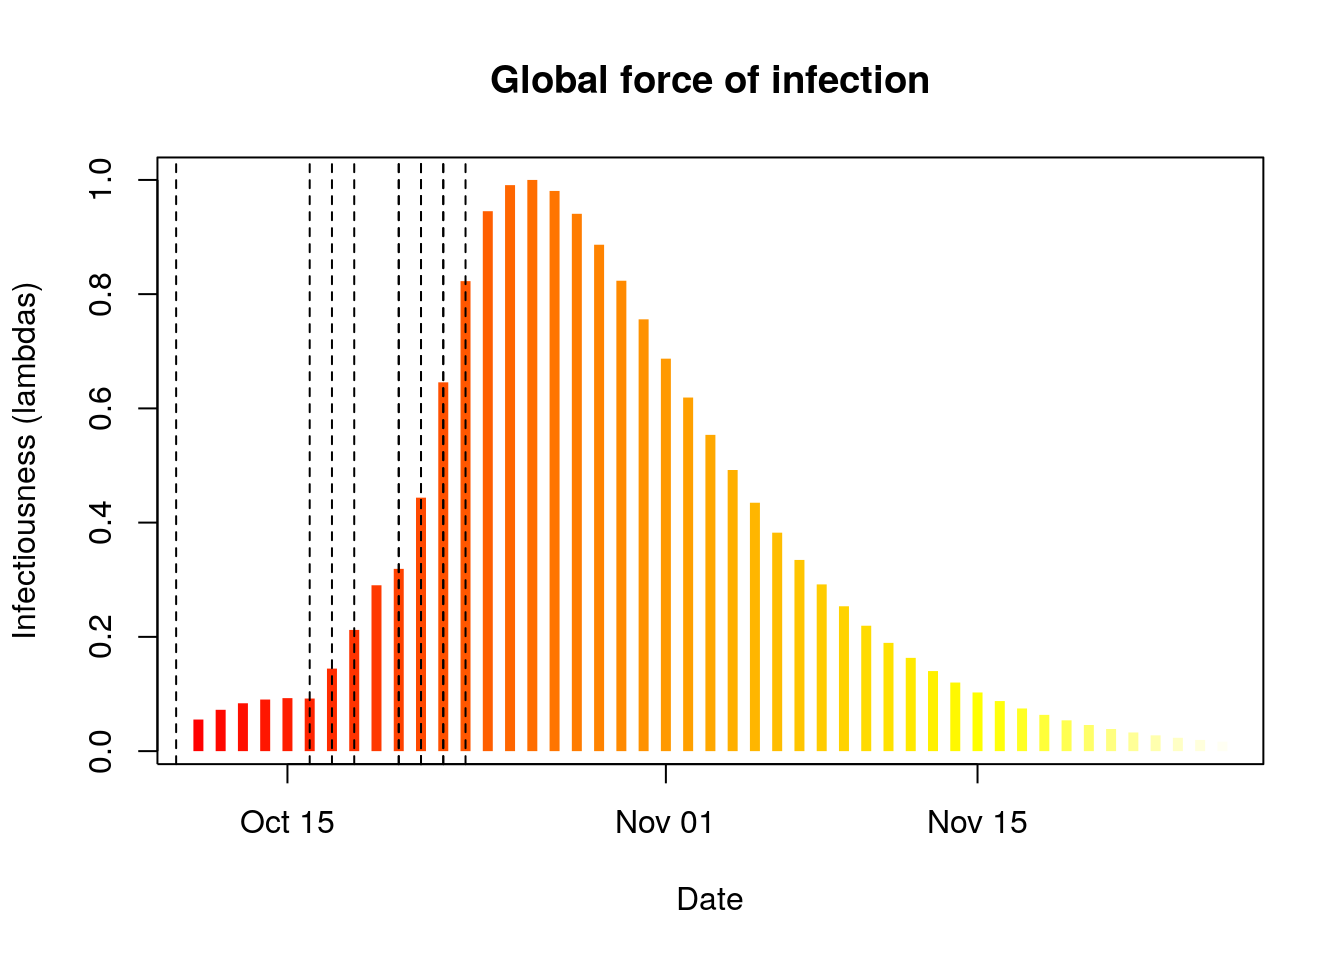 Global force of infection
Infectiousness (lambdas)
1.0
0.8
0.6
0.4
0.2
0.0
Oct 15 Nov 01 Nov 15
Date